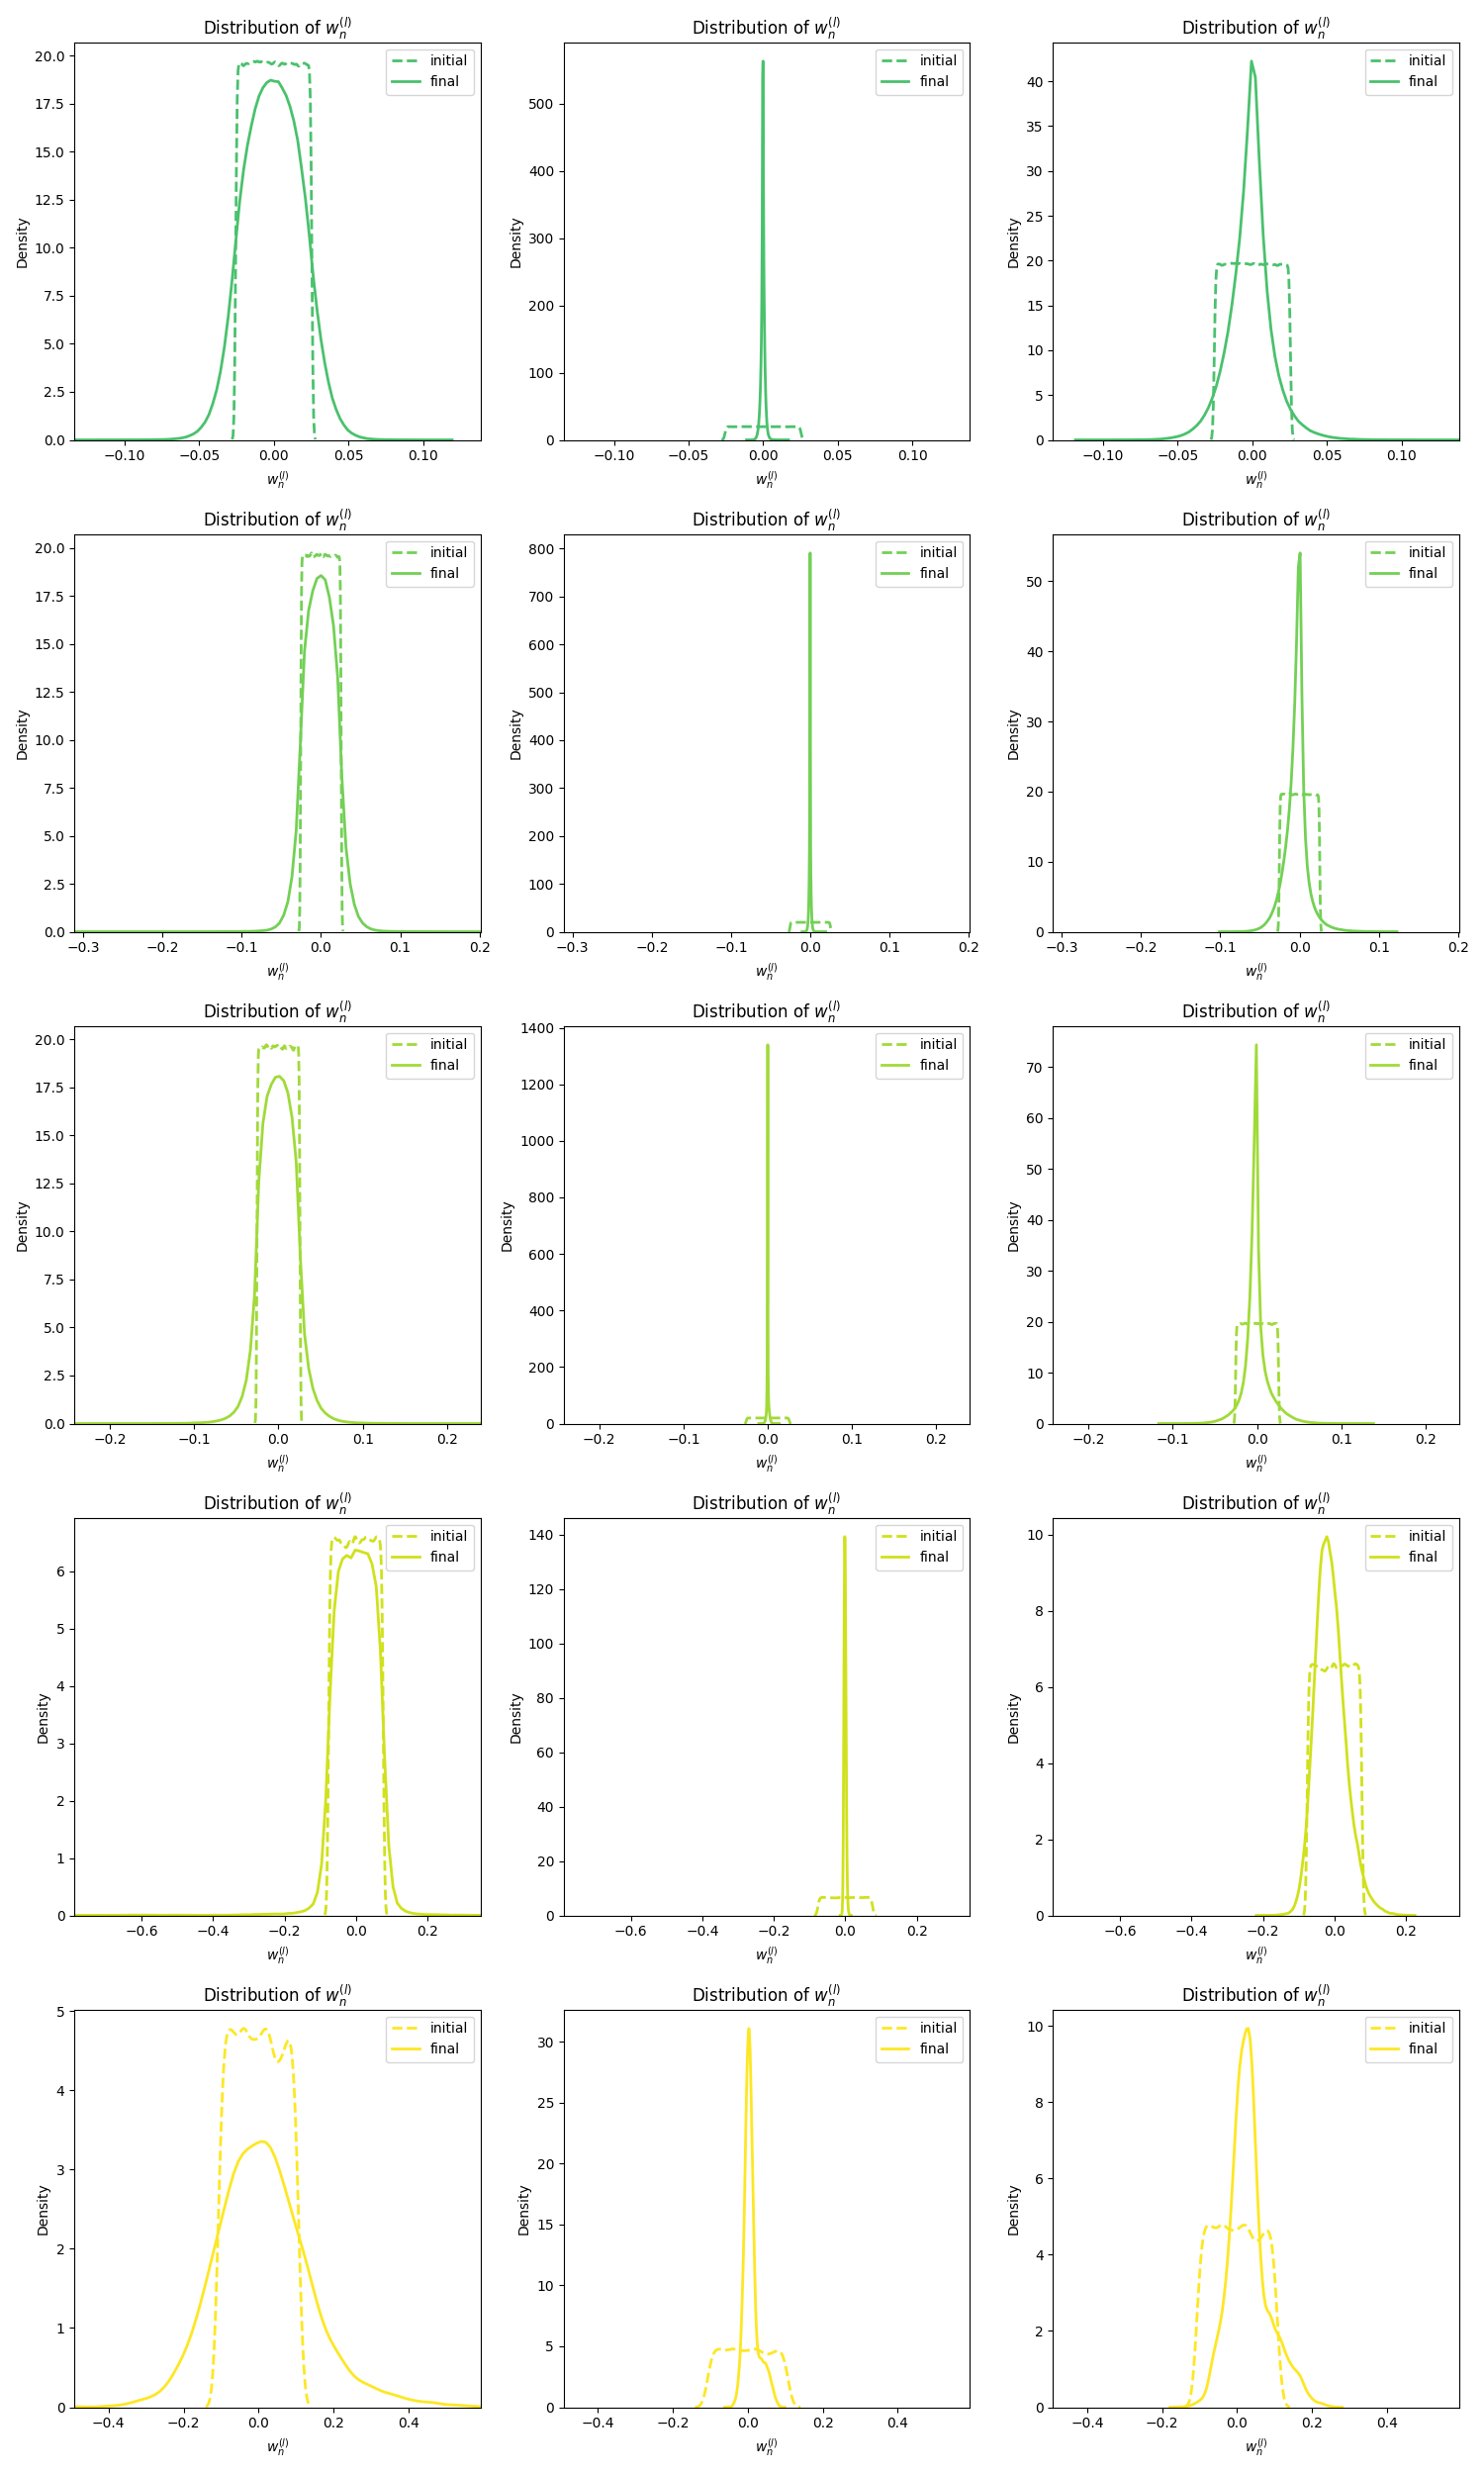 Distribution of $w_n^{(l)}$ Distribution of $w_n^{(l)}$ Distribution of $w_n^{(l)}$
initial initial initial
final final final
20.0 17.5 15.0 12.5 10.0 7.5 5.0 2.5 0.0
Density
−0.10 −0.05 0.00 0.05 0.10
$w_n^{(l)}$
500 400 300 200 100 0
Density
−0.10 −0.05 0.00 0.05 0.10
$w_n^{(l)}$
40 35 30 25 20 15 10 5 0
Density
−0.10 −0.05 0.00 0.05 0.10
$w_n^{(l)}$
Distribution of $w_n^{(l)}$ Distribution of $w_n^{(l)}$ Distribution of $w_n^{(l)}$
initial initial initial
final final final
20.0 17.5 15.0 12.5 10.0 7.5 5.0 2.5 0.0
Density
−0.3 −0.2 −0.1 0.0 0.1 0.2
$w_n^{(l)}$
800 700 600 500 400 300 200 100 0
Density
−0.3 −0.2 −0.1 0.0 0.1 0.2
$w_n^{(l)}$
50 40 30 20 10 0
Density
−0.3 −0.2 −0.1 0.0 0.1 0.2
$w_n^{(l)}$
Distribution of $w_n^{(l)}$ Distribution of $w_n^{(l)}$ Distribution of $w_n^{(l)}$
initial initial initial
final final final
20.0 17.5 15.0 12.5 10.0 7.5 5.0 2.5 0.0
Density
−0.2 −0.1 0.0 0.1 0.2
$w_n^{(l)}$
1400 1200 1000 800 600 400 200 0
Density
−0.2 −0.1 0.0 0.1 0.2
$w_n^{(l)}$
70 60 50 40 30 20 10 0
Density
−0.2 −0.1 0.0 0.1 0.2
$w_n^{(l)}$
Distribution of $w_n^{(l)}$ Distribution of $w_n^{(l)}$ Distribution of $w_n^{(l)}$
initial initial initial
final final final
6 5 4 3 2 1 0
Density
−0.6 −0.4 −0.2 0.0 0.2
$w_n^{(l)}$
140 120 100 80 60 40 20 0
Density
−0.6 −0.4 −0.2 0.0 0.2
$w_n^{(l)}$
10 8 6 4 2 0
Density
−0.6 −0.4 −0.2 0.0 0.2
$w_n^{(l)}$
Distribution of $w_n^{(l)}$ Distribution of $w_n^{(l)}$ Distribution of $w_n^{(l)}$
initial initial initial
final final final
5 4 3 2 1 0
Density
−0.4 −0.2 0.0 0.2 0.4
$w_n^{(l)}$
30 25 20 15 10 5 0
Density
−0.4 −0.2 0.0 0.2 0.4
$w_n^{(l)}$
10 8 6 4 2 0
Density
−0.4 −0.2 0.0 0.2 0.4
$w_n^{(l)}$